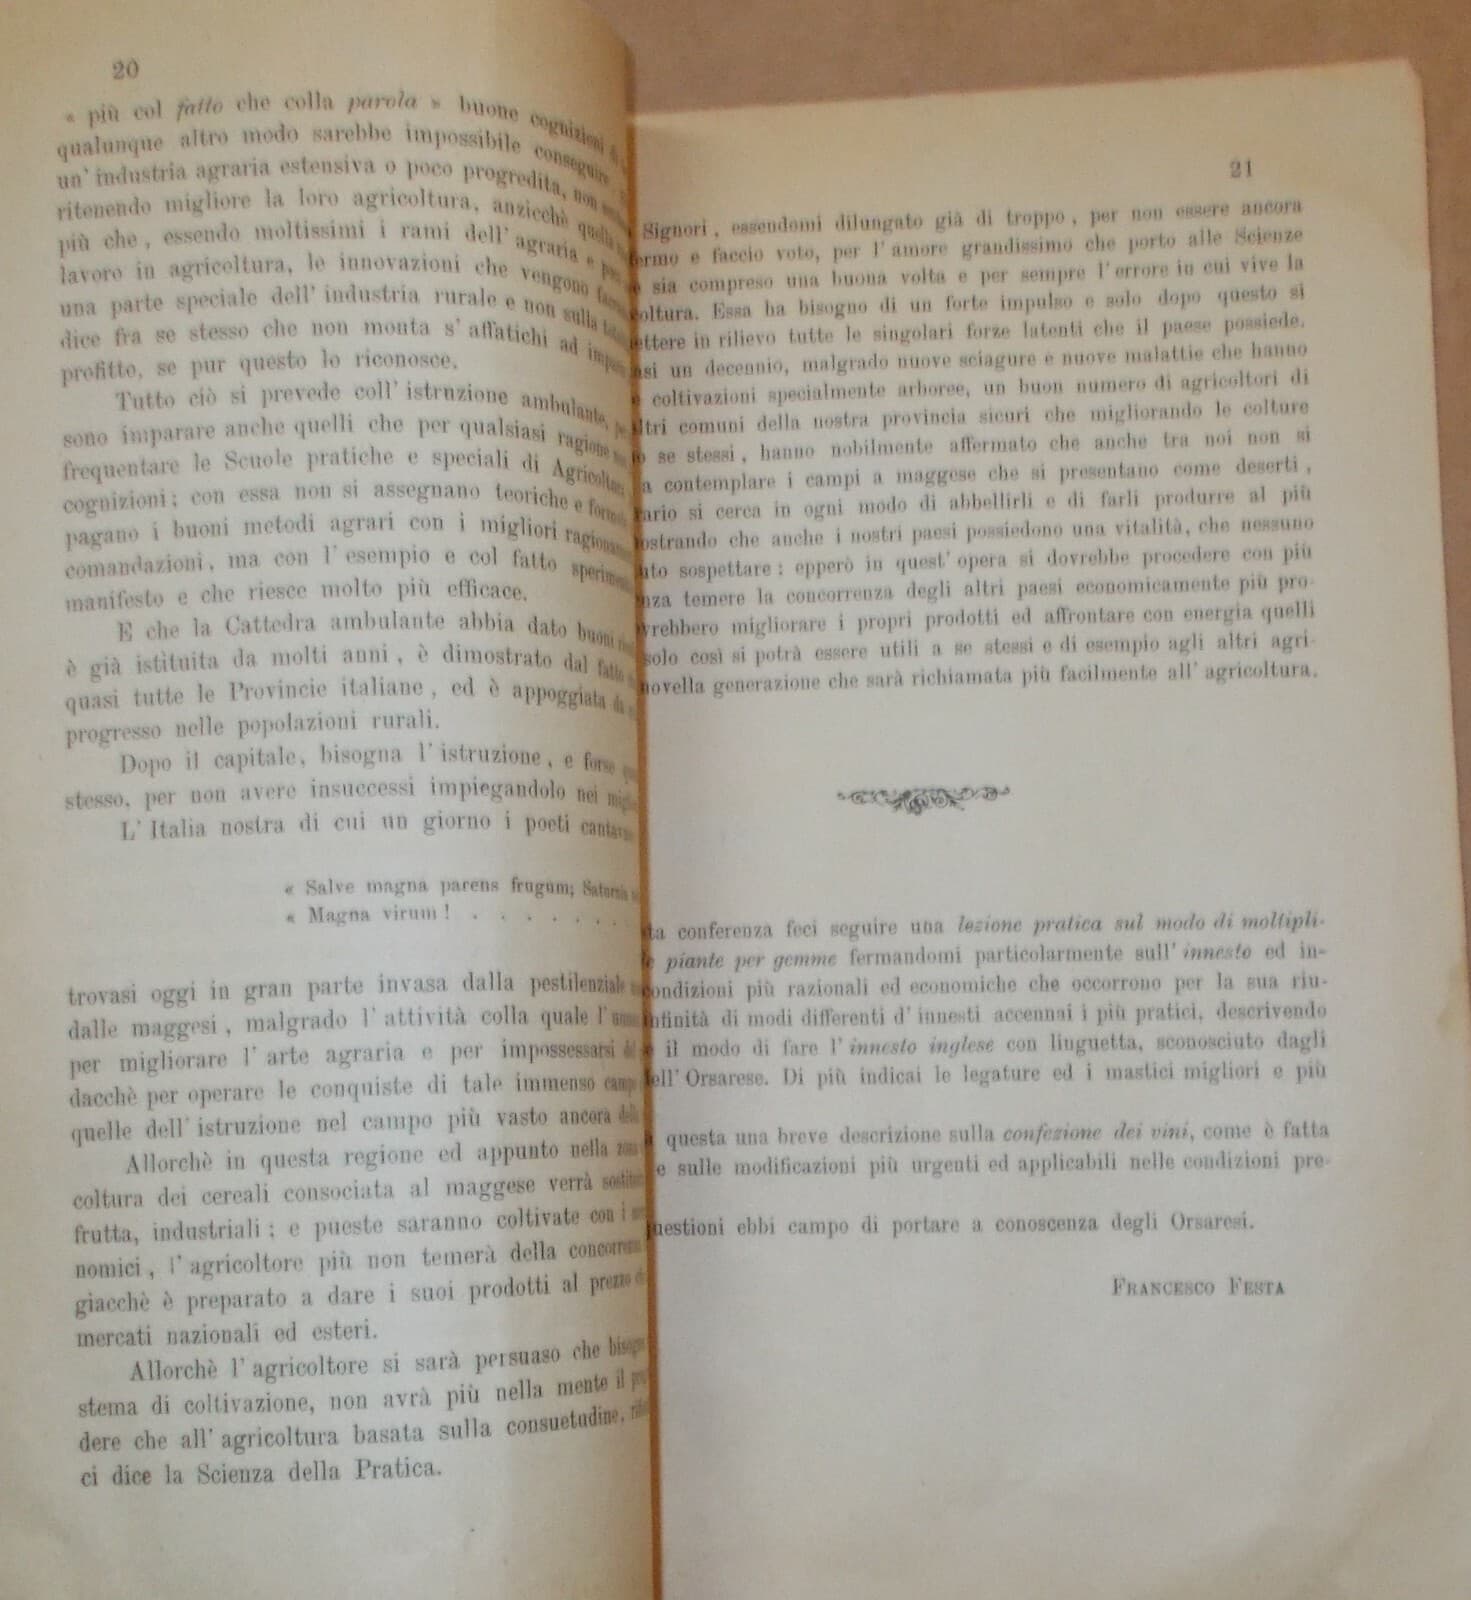 20
« più col fatto che colla parola » buone cognizioni
qualunque altro modo sarebbe impossibile conseguire
un' industria agraria estensiva o poco progredita, non
ritenendo migliore la loro agricoltura, anzicchè quella
più che, essendo moltissimi i rami dell' agraria e
lavoro in agricoltura, le innovazioni che vengono
una parte speciale dell' industria rurale e non sulla
dice fra se stesso che non monta s' affatichi ad
profitto, se pur questo lo riconosce.
Tutto ciò si prevede coll' istruzione ambulante,
sono imparare anche quelli che per qualsiasi ragione
frequentare le Scuole pratiche e speciali di
cognizioni; con essa non si assegnano teoriche e
pagano i buoni metodi agrari con i migliori
comandazioni, ma con l' esempio e col fatto
manifesto e che riesce molto più efficace.
E che la Cattedra ambulante abbia dato buoni
è già istituita da molti anni, è dimostrato dal fatto
quasi tutte le Provincie italiane, ed è appoggiata
progresso nelle popolazioni rurali.
Dopo il capitale, bisogna l' istruzione, e forse
stesso, per non avere insuccessi impiegandolo nei
L' Italia nostra di cui un giorno i poeti
« Salve magna parens frugum;
« Magna virum ! . . . . . . .
trovasi oggi in gran parte invasa dalla pestilenziale
dalle maggesi, malgrado l' attività colla quale l'
per migliorare l' arte agraria e per impossessarsi
dacchè per operare le conquiste di tale immenso
quelle dell' istruzione nel campo più vasto ancora
Allorchè in questa regione ed appunto nella
coltura dei cereali consociata al maggese verrà
frutta, industriali; e pueste saranno coltivate con i
nomici, l' agricoltore più non temerà della
giacchè è preparato a dare i suoi prodotti al prezzo
mercati nazionali ed esteri.
Allorchè l' agricoltore si sarà persuaso che
stema di coltivazione, non avrà più nella mente il
dere che all' agricoltura basata sulla consuetudine,
ci dice la Scienza della Pratica.
21
Signori, essendomi dilungato già di troppo, per non essere ancora
ermo e faccio voto, per l' amore grandissimo che porto alle Scienze
sia compreso una buona volta e per sempre l' errore in cui vive la
oltura. Essa ha bisogno di un forte impulso e solo dopo questo si
ettere in rilievo tutte le singolari forze latenti che il paese possiede.
asi un decennio, malgrado nuove sciagure e nuove malattie che hanno
coltivazioni specialmente arboree, un buon numero di agricoltori di
ltri comuni della nostra provincia sicuri che migliorando le colture
se stessi, hanno nobilmente affermato che anche tra noi non si
a contemplare i campi a maggese che si presentano come deserti,
ario si cerca in ogni modo di abbellirli e di farli produrre al più
ostrando che anche i nostri paesi possiedono una vitalità, che nessuno
uto sospettare: epperò in quest' opera si dovrebbe procedere con più
nza temere la concorrenza degli altri paesi economicamente più pro-
vrebbero migliorare i propri prodotti ed affrontare con energia quelli
solo così si potrà essere utili a se stessi e di esempio agli altri agri-
novella generazione che sarà richiamata più facilmente all' agricoltura.
ta conferenza feci seguire una lezione pratica sul modo di moltipli-
piante per gemme fermandomi particolarmente sull' innesto ed in-
condizioni più razionali ed economiche che occorrono per la sua riu-
nfinità di modi differenti d' innesti accennai i più pratici, descrivendo
il modo di fare l' innesto inglese con linguetta, sconosciuto dagli
ell' Orsarese. Di più indicai le legature ed i mastici migliori e più
questa una breve descrizione sulla confezione dei vini, come è fatta
e sulle modificazioni più urgenti ed applicabili nelle condizioni pre-
uestioni ebbi campo di portare a conoscenza degli Orsaresi.
FRANCESCO FESTA